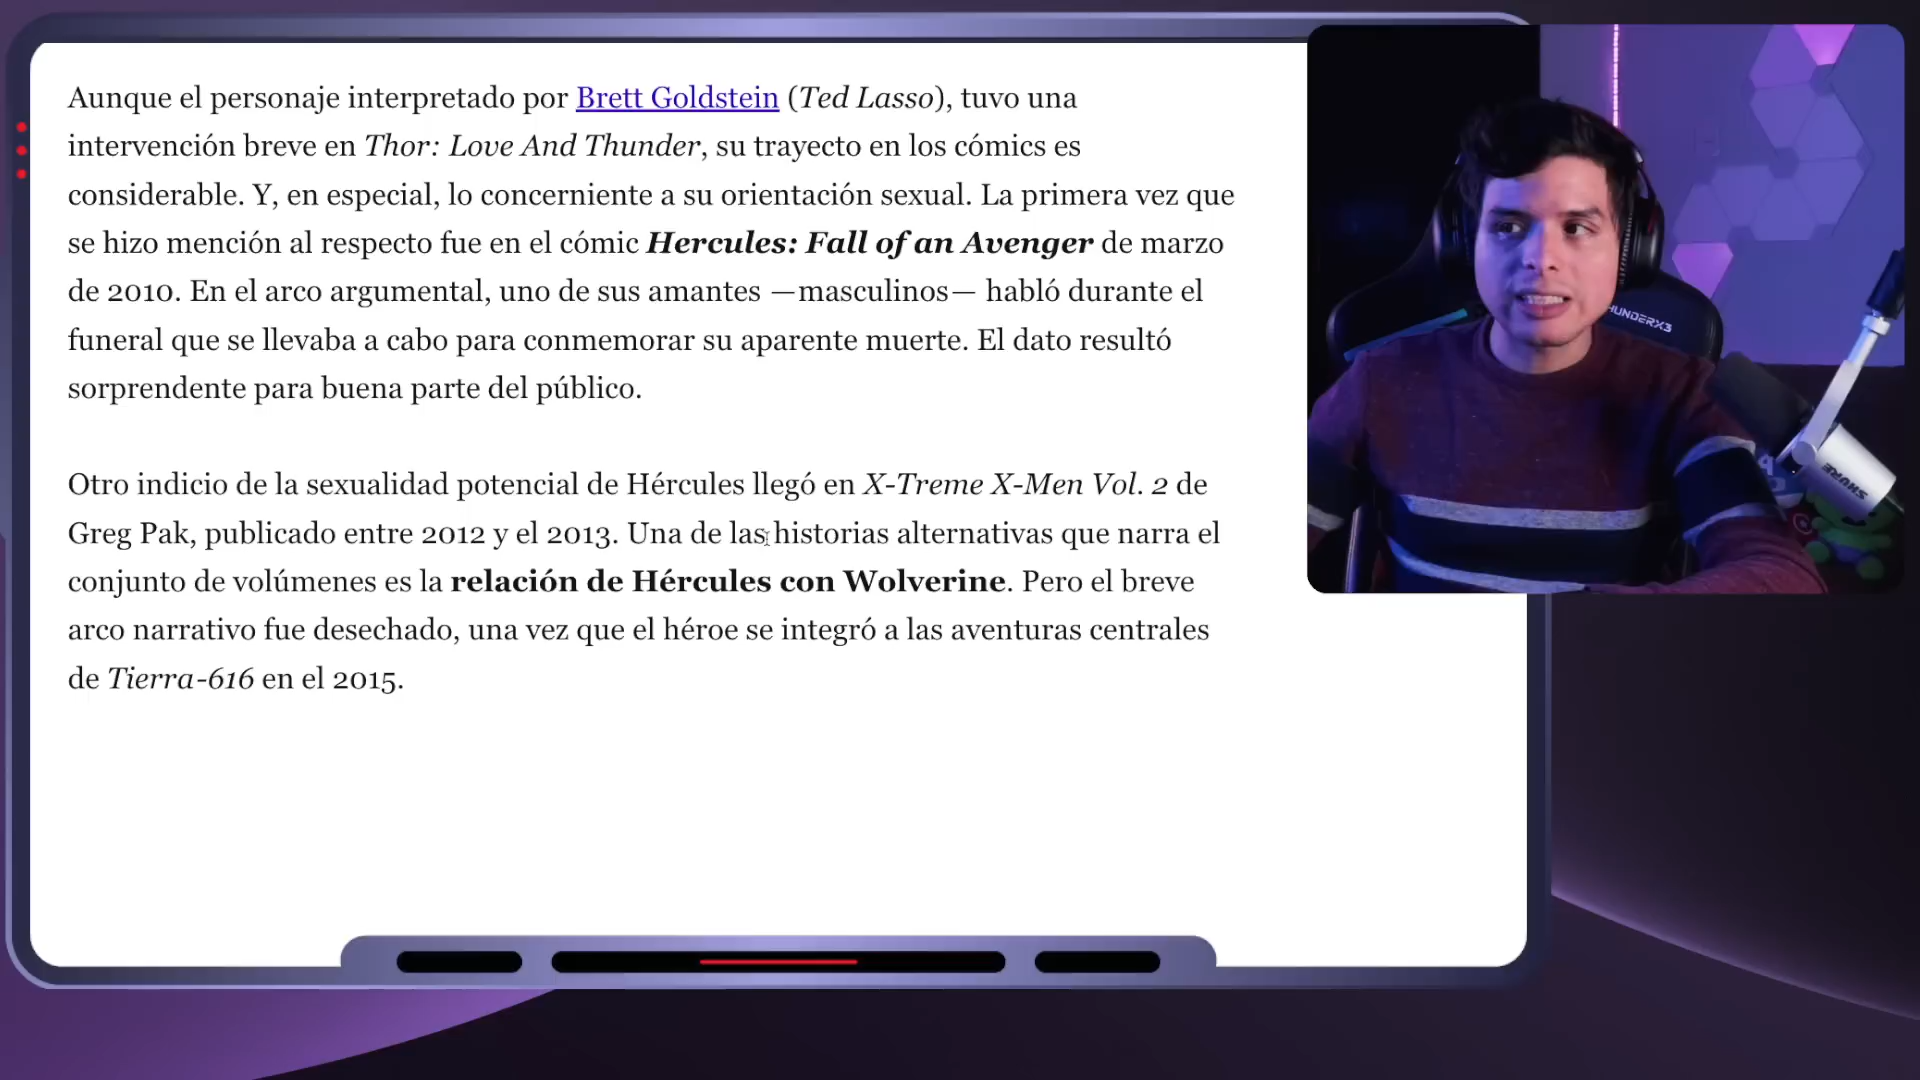 Aunque el personaje interpretado por Brett Goldstein (Ted Lasso), tuvo una
intervención breve en Thor: Love And Thunder, su trayecto en los cómics es
considerable. Y, en especial, lo concerniente a su orientación sexual. La primera vez que
se hizo mención al respecto fue en el cómic Hercules: Fall of an Avenger de marzo
de 2010. En el arco argumental, uno de sus amantes —masculinos— habló durante el
funeral que se llevaba a cabo para conmemorar su aparente muerte. El dato resultó
sorprendente para buena parte del público.
Otro indicio de la sexualidad potencial de Hércules llegó en X-Treme X-Men Vol. 2 de
Greg Pak, publicado entre 2012 y el 2013. Una de las historias alternativas que narra el
conjunto de volúmenes es la relación de Hércules con Wolverine. Pero el breve
arco narrativo fue desechado, una vez que el héroe se integró a las aventuras centrales
de Tierra-616 en el 2015.
HUNDERX3
SHURE